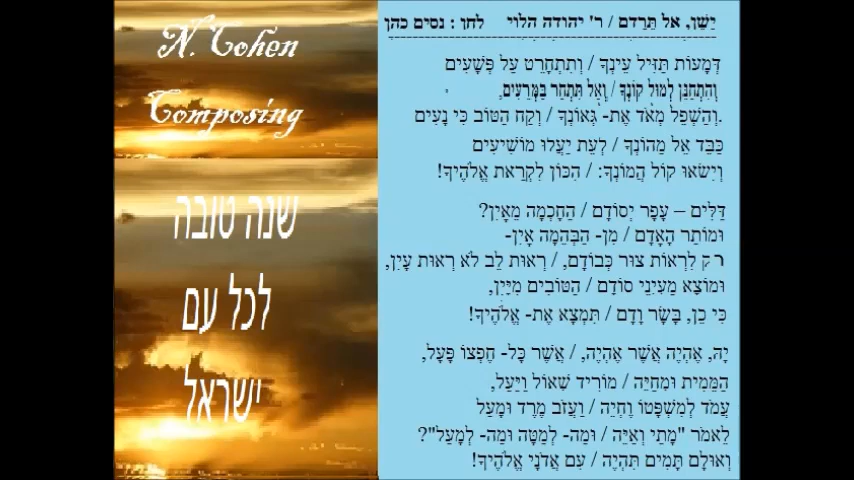 N. Cohen
Composing
שנה טובה
לכל עם
ישראל
יָשֵׁן, אַל תֵּרָדַם / ר' יהודה הלוי    לחן : נסים כהן
דְּמָעוֹת תַּזִּיל עֵינְךָ / וְתִתְחָרֵט עַל פְּשָׁעִים
וְהִתְחַנֵּן לְמוּל קוֹנְךָ / וְאַל תִּתְחַר בַּמְּרֵעִים,
וְהַשְׁפֵּל מְאֹד אֶת- גְּאוֹנְךָ / וְקַח הַטּוֹב כִּי נָעִים.
כַּבֵּד אֵל מֵהוֹנְךָ / לְעֵת יַעֲלוּ מוֹשִׁיעִים
וְיִשְׂאוּ קוֹל הֲמוֹנְךָ: / הִכּוֹן לִקְרַאת אֱלֹהֶיךָ!
דַּלִּים – עָפָר יְסוֹדָם / הַחָכְמָה מֵאָיִן?
וּמוֹתַר הָאָדָם / מִן- הַבְּהֵמָה אָיִן-
רק לִרְאוֹת צוּר כְּבוֹדָם, / רְאוּת לֵב לֹא רְאוּת עָיִן,
וּמוֹצָא מַעְיְנֵי סוֹדָם / הַטּוֹבִים מִיָּיִן,
כִּי כֵן, בָּשָׂר וָדָם / תִּמְצָא אֶת- אֱלֹהֶיךָ!
יָהּ, אֶהְיֶה אֲשֶׁר אֶהְיֶה, / אֲשֶׁר כָּל- חֶפְצוֹ פָּעָל,
הַמֵּמִית וּמְחַיֶּה / מוֹרִיד שְׁאוֹל וַיָּעַל,
עֲמֹד לְמִשְׁפָּטוֹ וֶחְיֵה / וַעֲזֹב מֶרֶד וּמָעַל
לֵאמֹר "מָתַי וְאַיֵּה / וּמַה- לְּמַטָּה וּמַה- לְּמָעַל"?
וְאוּלָם תָּמִים תִּהְיֶה / עִם אֲדֹנָי אֱלֹהֶיךָ!